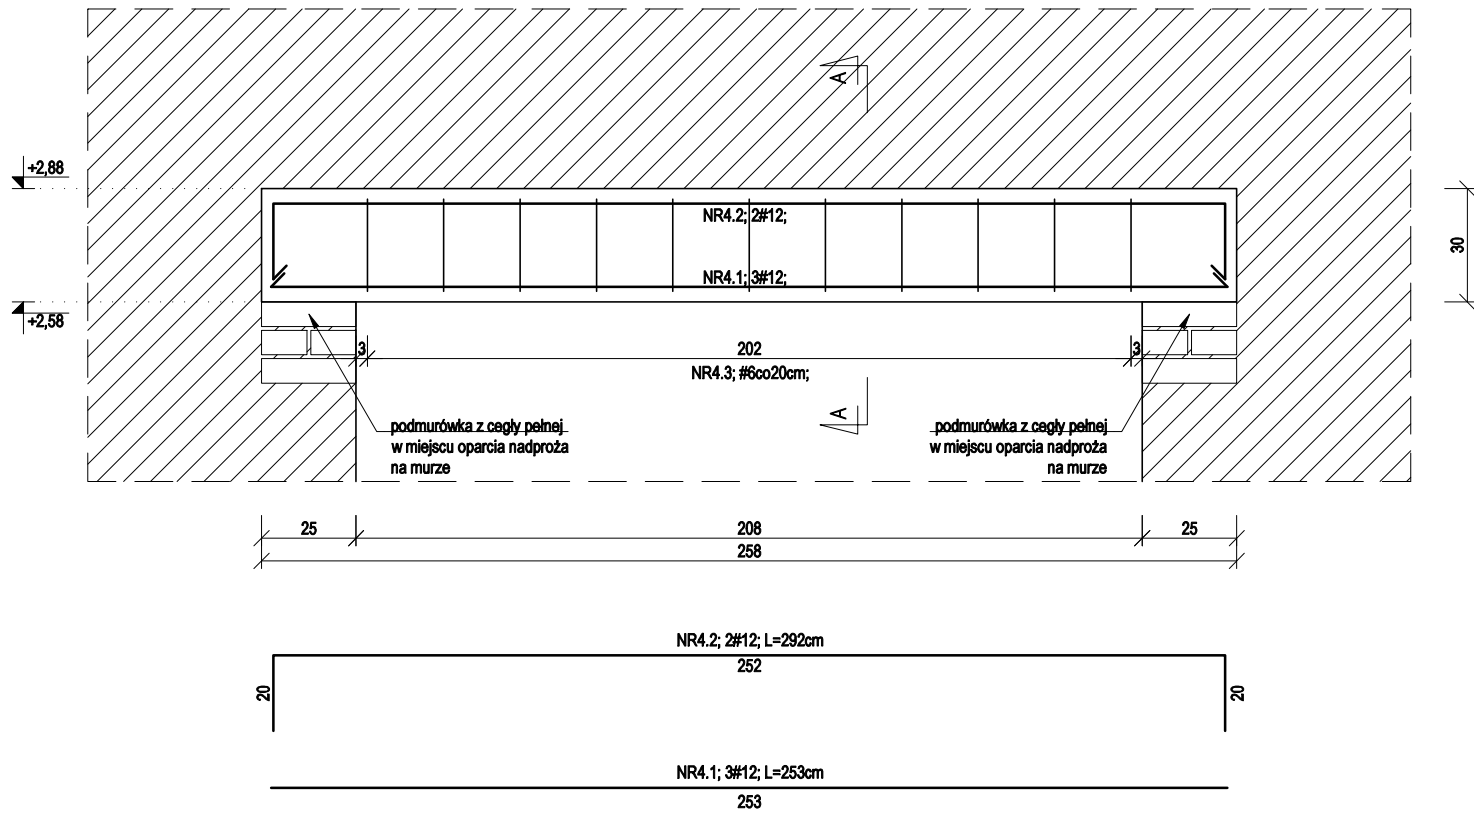 A
+2,88
NR4.2; 2#12;
30
NR4.1; 3#12;
+2,58
3
202
3
NR4.3; #6co20cm;
A
podmurówka z cegły pełnej
w miejscu oparcia nadproża
na murze
podmurówka z cegły pełnej
w miejscu oparcia nadproża
na murze
25
208
25
258
NR4.2; 2#12; L=292cm
252
20
20
NR4.1; 3#12; L=253cm
253